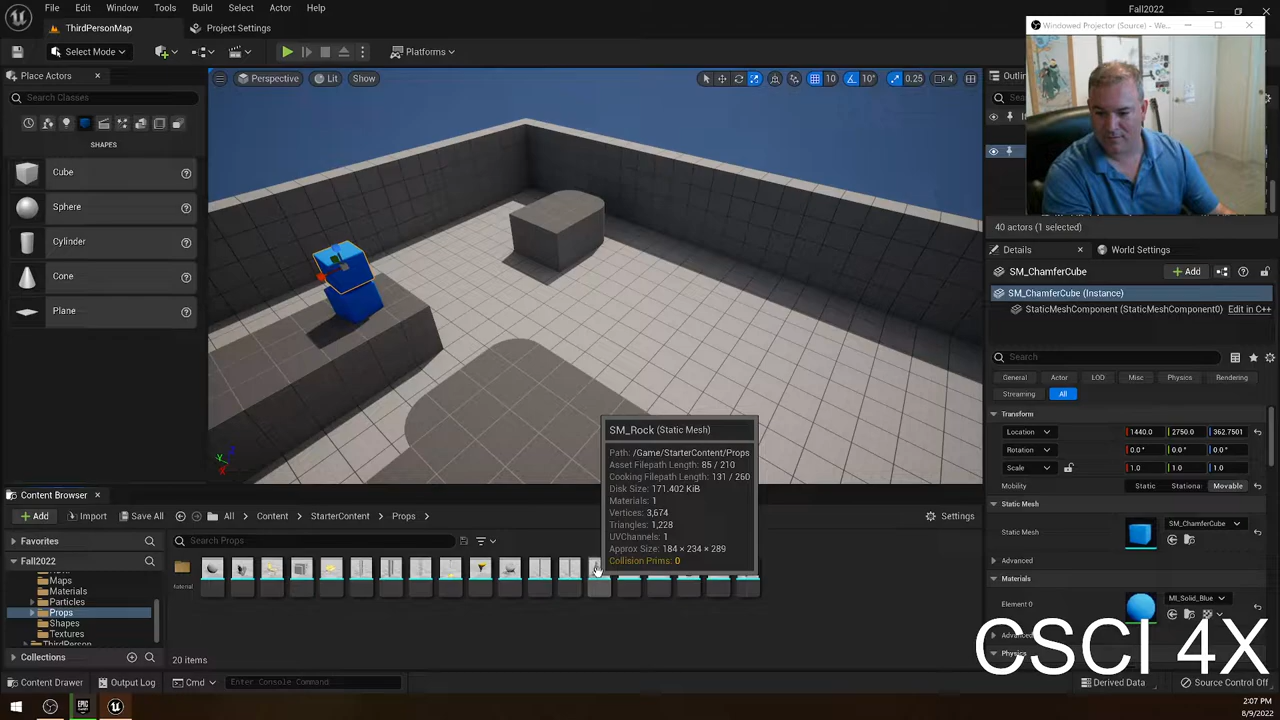 File Edit Window Tools Build Select Actor Help
Fall2022
ThirdPersonMap
Project Settings
Windowed Projector (Source) - We...
Select Mode
Platforms
Place Actors
Search Classes
SHAPES
Cube
Sphere
Cylinder
Cone
Plane
Perspective
Lit
Show
10
10°
0.25
4
40 actors (1 selected)
Details
World Settings
SM_ChamferCube
Add
SM_ChamferCube (Instance)
StaticMeshComponent (StaticMeshComponent0)
Edit in C++
Search
General
Actor
LOD
Misc
Physics
Rendering
Streaming
All
Transform
Location
1440.0
2750.0
362.7501
Rotation
0.0°
0.0°
0.0°
Scale
1.0
1.0
1.0
Mobility
Static
Stationa
Movable
Static Mesh
Static Mesh
SM_ChamferCube
Advanced
Materials
Element 0
MI_Solid_Blue
Physics
SM_Rock (Static Mesh)
Path: /Game/StarterContent/Props
Asset Filepath Length: 85 / 210
Cooking Filepath Length: 131 / 260
Disk Size: 171.402 KiB
Materials: 1
Vertices: 3,674
Triangles: 1,228
UVChannels: 1
Approx Size: 184 × 234 × 289
Collision Prims: 0
Content Browser
Add
Import
Save All
All
Content
StarterContent
Props
Settings
Favorites
Search Props
Fall2022
Maps
Materials
Particles
Props
Shapes
Textures
ThirdPerson
Material
20 items
Collections
CSCI 4X
Content Drawer
Output Log
Cmd
Enter Console Command
Derived Data
Source Control Off
2:07 PM
8/9/2022